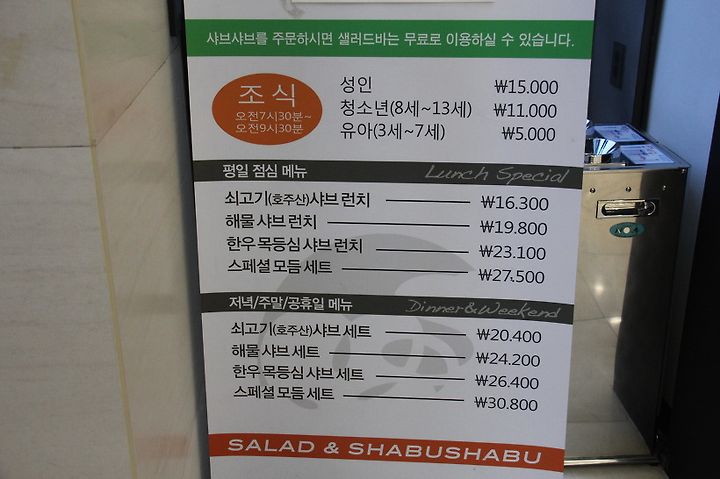 샤브샤브를 주문하시면 샐러드바는 무료로 이용하실 수 있습니다.
조식
오전7시30분~
오전9시30분
성인 ₩15.000
청소년(8세~13세) ₩11.000
유아(3세~7세) ₩5.000
평일 점심 메뉴 Lunch Special
쇠고기(호주산)샤브 런치 ₩16.300
해물 샤브 런치 ₩19.800
한우 목등심 샤브 런치 ₩23.100
스페셜 모듬 세트 ₩27.500
저녁/주말/공휴일 메뉴 Dinner&Weekend
쇠고기(호주산)샤브 세트 ₩20.400
해물 샤브 세트 ₩24.200
한우 목등심 샤브 세트 ₩26.400
스페셜 모듬 세트 ₩30.800
SALAD & SHABUSHABU